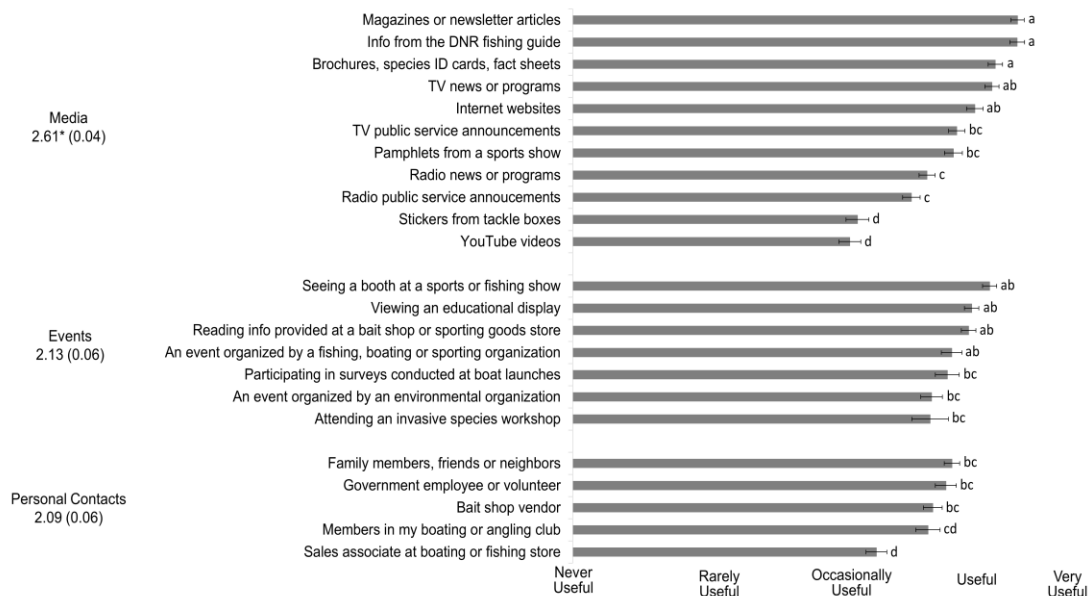 Magazines or newsletter articles a
Info from the DNR fishing guide a
Brochures, species ID cards, fact sheets a
TV news or programs ab
Internet websites ab
Media
2.61* (0.04)
TV public service announcements bc
Pamphlets from a sports show bc
Radio news or programs c
Radio public service annoucements c
Stickers from tackle boxes d
YouTube videos d
Seeing a booth at a sports or fishing show ab
Viewing an educational display ab
Events
2.13 (0.06)
Reading info provided at a bait shop or sporting goods store ab
An event organized by a fishing, boating or sporting organization ab
Participating in surveys conducted at boat launches bc
An event organized by an environmental organization bc
Attending an invasive species workshop bc
Family members, friends or neighbors bc
Government employee or volunteer bc
Personal Contacts
2.09 (0.06)
Bait shop vendor bc
Members in my boating or angling club cd
Sales associate at boating or fishing store d
Never
Useful
Rarely
Useful
Occasionally
Useful
Useful
Very
Useful